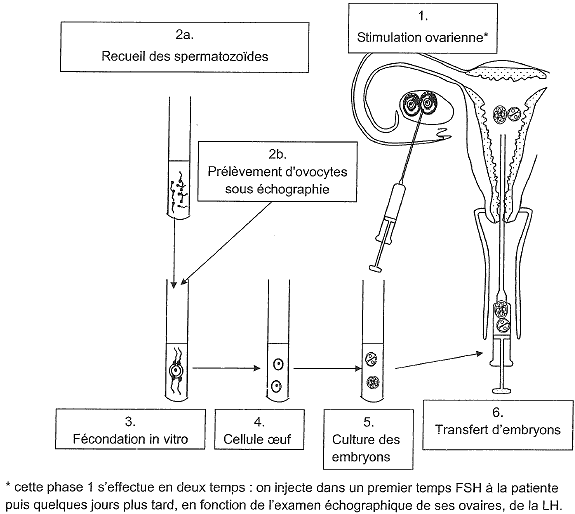 2a.
Recueil des spermatozoïdes
1.
Stimulation ovarienne*
2b.
Prélèvement d'ovocytes
sous échographie
3.
Fécondation in vitro
4.
Cellule œuf
5.
Culture des
embryons
6.
Transfert d'embryons
* cette phase 1 s'effectue en deux temps : on injecte dans un premier temps FSH à la patiente
puis quelques jours plus tard, en fonction de l'examen échographique de ses ovaires, de la LH.